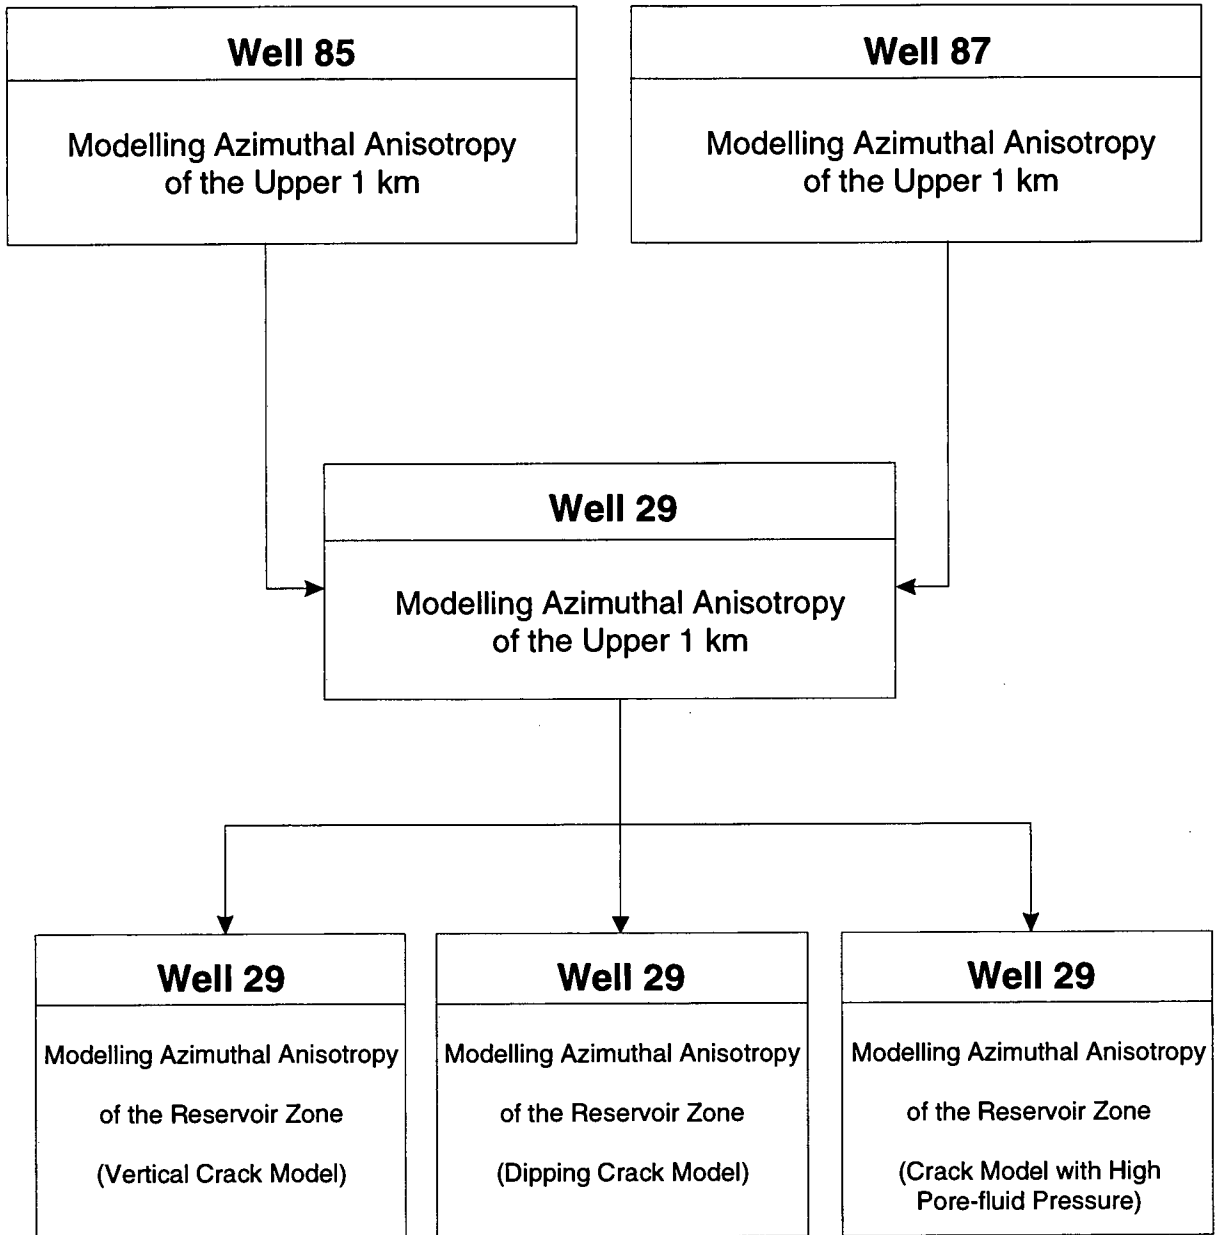 Well 85
Modelling Azimuthal Anisotropy
of the Upper 1 km
Well 87
Modelling Azimuthal Anisotropy
of the Upper 1 km
Well 29
Modelling Azimuthal Anisotropy
of the Upper 1 km
Well 29
Modelling Azimuthal Anisotropy
of the Reservoir Zone
(Vertical Crack Model)
Well 29
Modelling Azimuthal Anisotropy
of the Reservoir Zone
(Dipping Crack Model)
Well 29
Modelling Azimuthal Anisotropy
of the Reservoir Zone
(Crack Model with High
Pore-fluid Pressure)